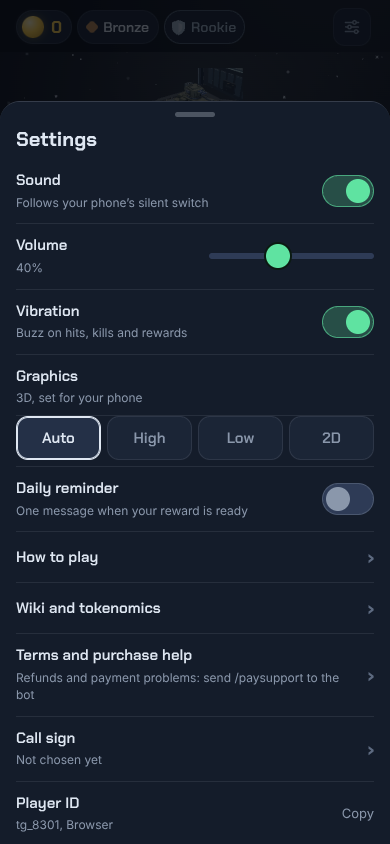 0 Bronze Rookie
Settings
Sound
Follows your phone's silent switch
Volume
40%
Vibration
Buzz on hits, kills and rewards
Graphics
3D, set for your phone
Auto High Low 2D
Daily reminder
One message when your reward is ready
How to play
Wiki and tokenomics
Terms and purchase help
Refunds and payment problems: send /paysupport to the
bot
Call sign
Not chosen yet
Player ID
tg_8301, Browser
Copy